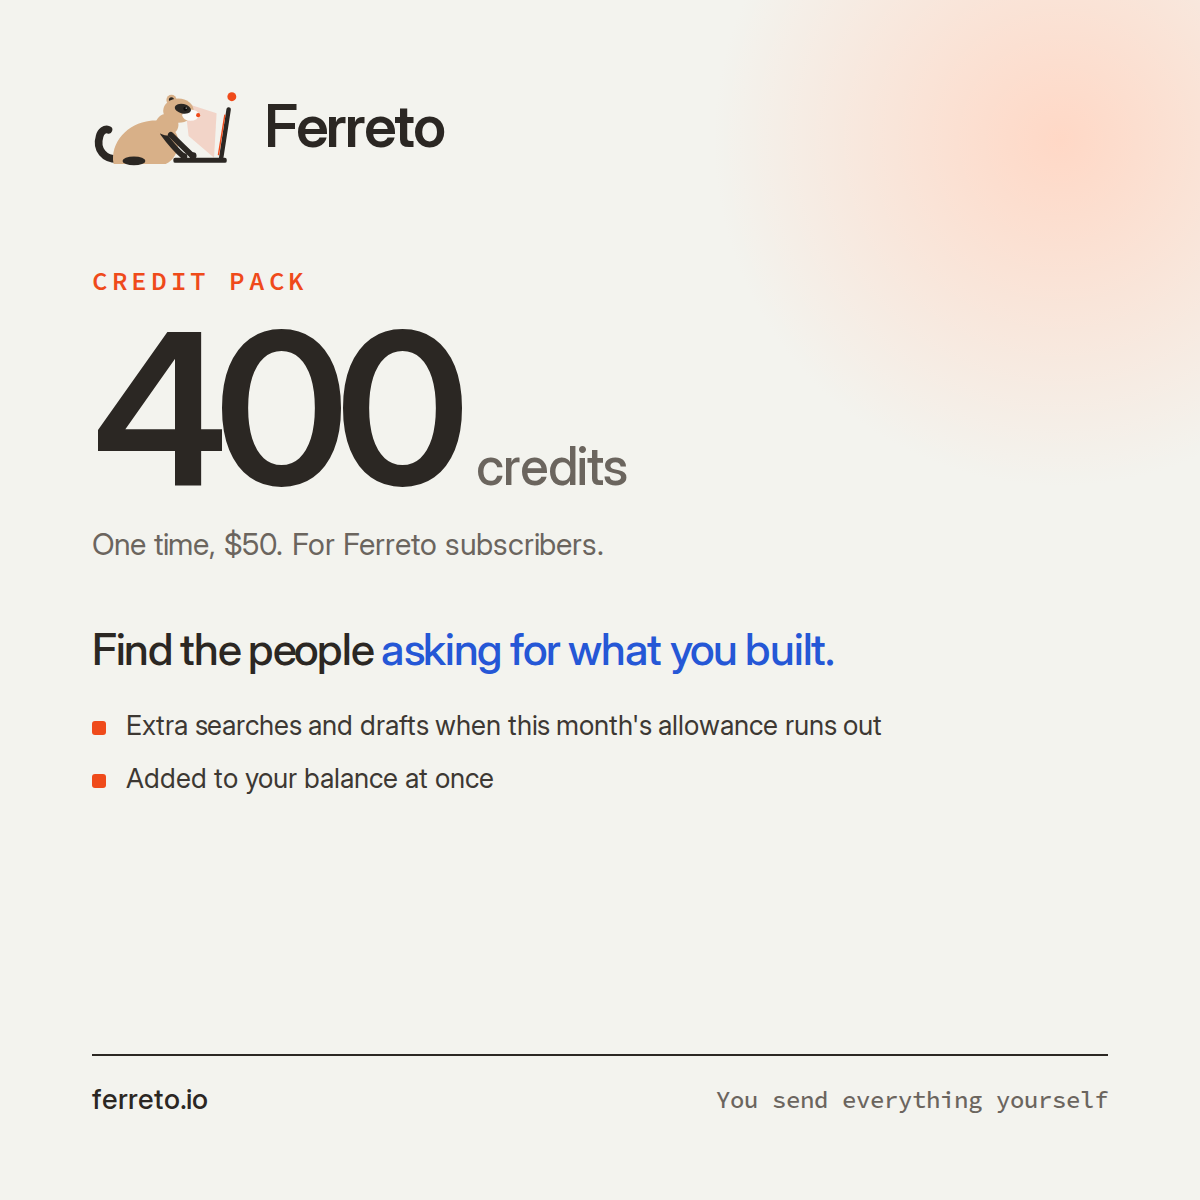 Ferreto
CREDIT PACK
400 credits
One time, $50. For Ferreto subscribers.
Find the people asking for what you built.
Extra searches and drafts when this month's allowance runs out
Added to your balance at once
ferreto.io
You send everything yourself